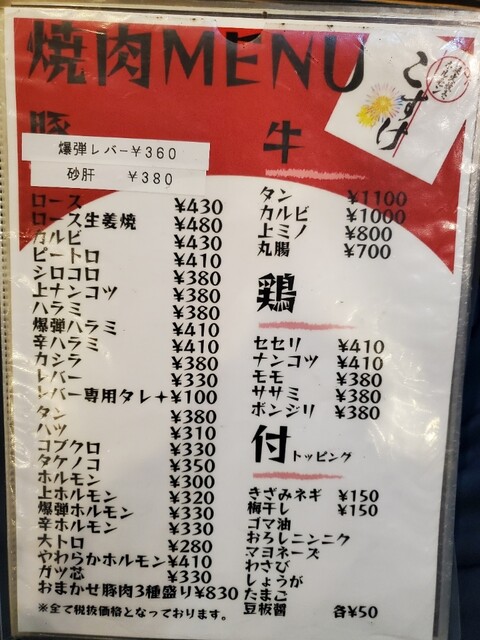 焼肉MENU
こすけ
豚
爆弾レバー¥360
砂肝 ¥380
ロース ¥430
ロース生姜焼 ¥480
カルビ ¥430
ピートロ ¥410
シロコロ ¥380
上ナンコツ ¥380
ハラミ ¥380
爆弾ハラミ ¥410
辛ハラミ ¥410
カシラ ¥380
レバー ¥330
レバー専用タレ+¥100
タン ¥380
ハツ ¥310
コブクロ ¥330
タケノコ ¥350
ホルモン ¥300
上ホルモン ¥320
爆弾ホルモン ¥330
辛ホルモン ¥330
大トロ ¥280
やわらかホルモン¥410
ガツ芯 ¥330
おまかせ豚肉3種盛り¥830
※全て税抜価格となっております。
牛
タン ¥1100
カルビ ¥1000
上ミノ ¥800
丸腸 ¥700
鶏
セセリ ¥410
ナンコツ ¥410
モモ ¥380
ササミ ¥380
ボンジリ ¥380
付トッピング
きざみネギ ¥150
梅干し ¥150
ゴマ油
おろしニンニク
マヨネーズ
わさび
しょうが
たまご
豆板醤 各¥50